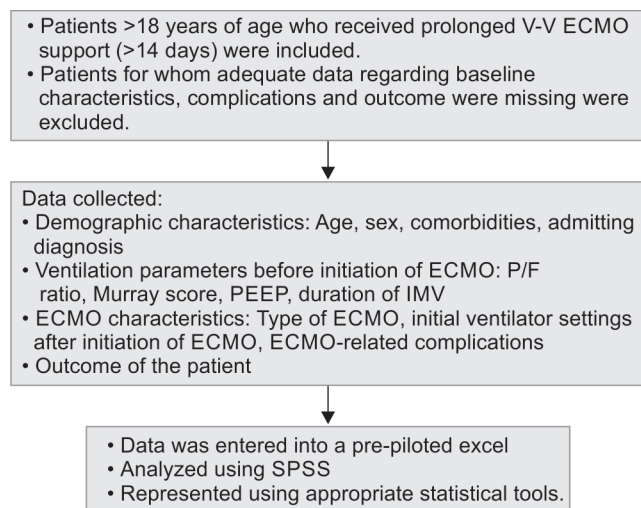 • Patients >18 years of age who received prolonged V-V ECMO
support (>14 days) were included.
• Patients for whom adequate data regarding baseline
characteristics, complications and outcome were missing were
excluded.
Data collected:
• Demographic characteristics: Age, sex, comorbidities, admitting
diagnosis
• Ventilation parameters before initiation of ECMO: P/F
ratio, Murray score, PEEP, duration of IMV
• ECMO characteristics: Type of ECMO, initial ventilator settings
after initiation of ECMO, ECMO-related complications
• Outcome of the patient
• Data was entered into a pre-piloted excel
• Analyzed using SPSS
• Represented using appropriate statistical tools.